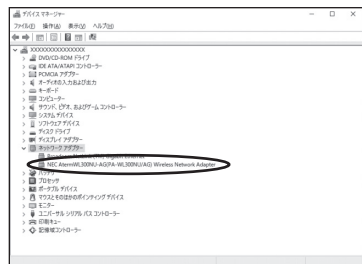 デバイス マネージャー
ファイル(F) 操作(A) 表示(V) ヘルプ(H)
XXXXXXXXXXXXXXX
DVD/CD-ROM ドライブ
IDE ATA/ATAPI コントローラー
PCMCIA アダプター
オーディオの入力および出力
キーボード
コンピューター
サウンド、ビデオ、およびゲーム コントローラー
システム デバイス
ソフトウェア デバイス
ディスク ドライブ
ディスプレイ アダプター
ネットワーク アダプター
NEC AtermWL300NU-AG(PA-WL300NU/AG) Wireless Network Adapter
バッテリ
プロセッサ
ポータブル デバイス
マウスとそのほかのポインティング デバイス
モニター
ユニバーサル シリアル バス コントローラー
印刷キュー
記憶域コントローラー